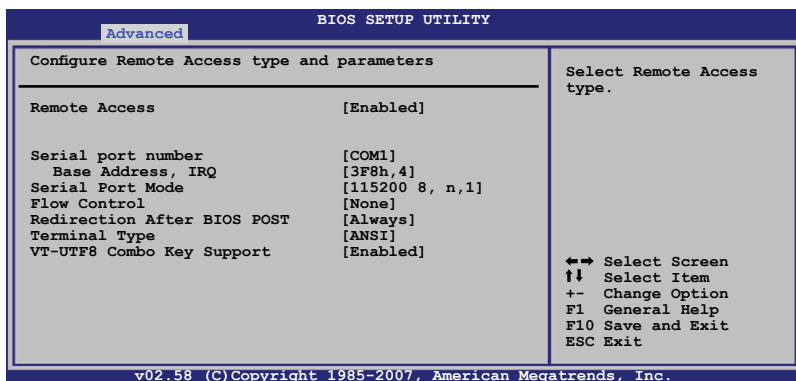 BIOS SETUP UTILITY
Advanced
Configure Remote Access type and parameters
Remote Access [Enabled]
Serial port number [COM1]
Base Address, IRQ [3F8h,4]
Serial Port Mode [115200 8, n,1]
Flow Control [None]
Redirection After BIOS POST [Always]
Terminal Type [ANSI]
VT-UTF8 Combo Key Support [Enabled]
Select Remote Access
type.
←→ Select Screen
↑↓ Select Item
+- Change Option
F1 General Help
F10 Save and Exit
ESC Exit
v02.58 (C)Copyright 1985-2007, American Megatrends, Inc.